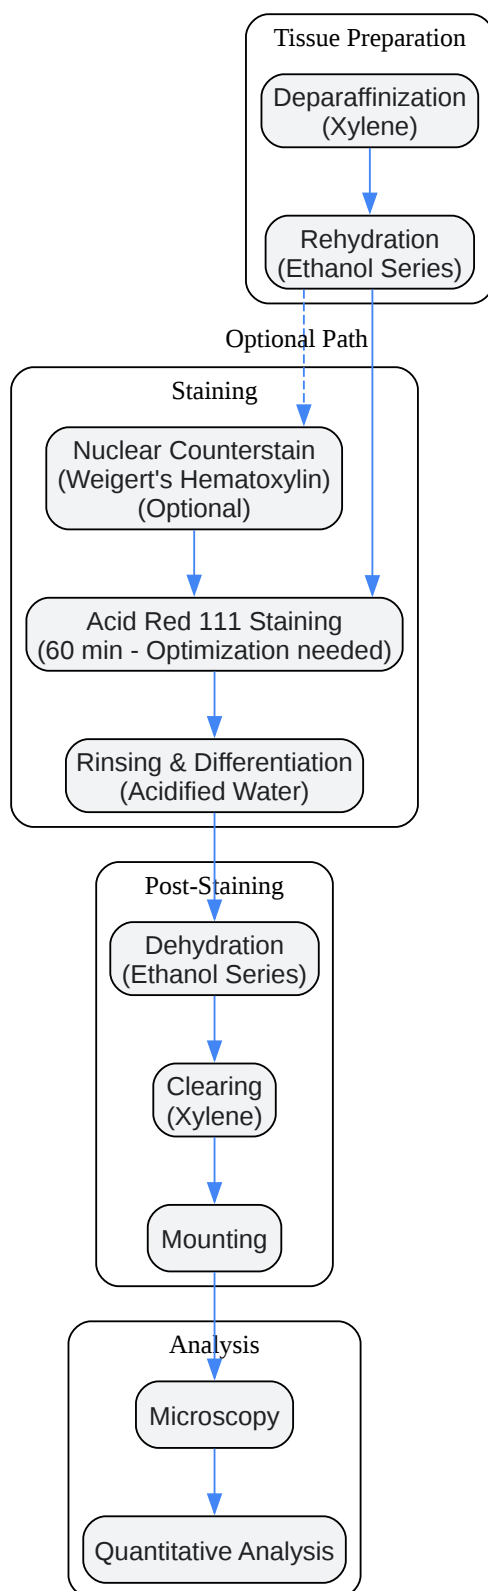 Tissue Preparation
Deparaffinization
(Xylene)
Rehydration
(Ethanol Series)
Optional Path
Staining
Nuclear Counterstain
(Weigert's Hematoxylin)
(Optional)
Acid Red 111 Staining
(60 min - Optimization needed)
Rinsing & Differentiation
(Acidified Water)
Post-Staining
Dehydration
(Ethanol Series)
Clearing
(Xylene)
Mounting
Analysis
Microscopy
Quantitative Analysis